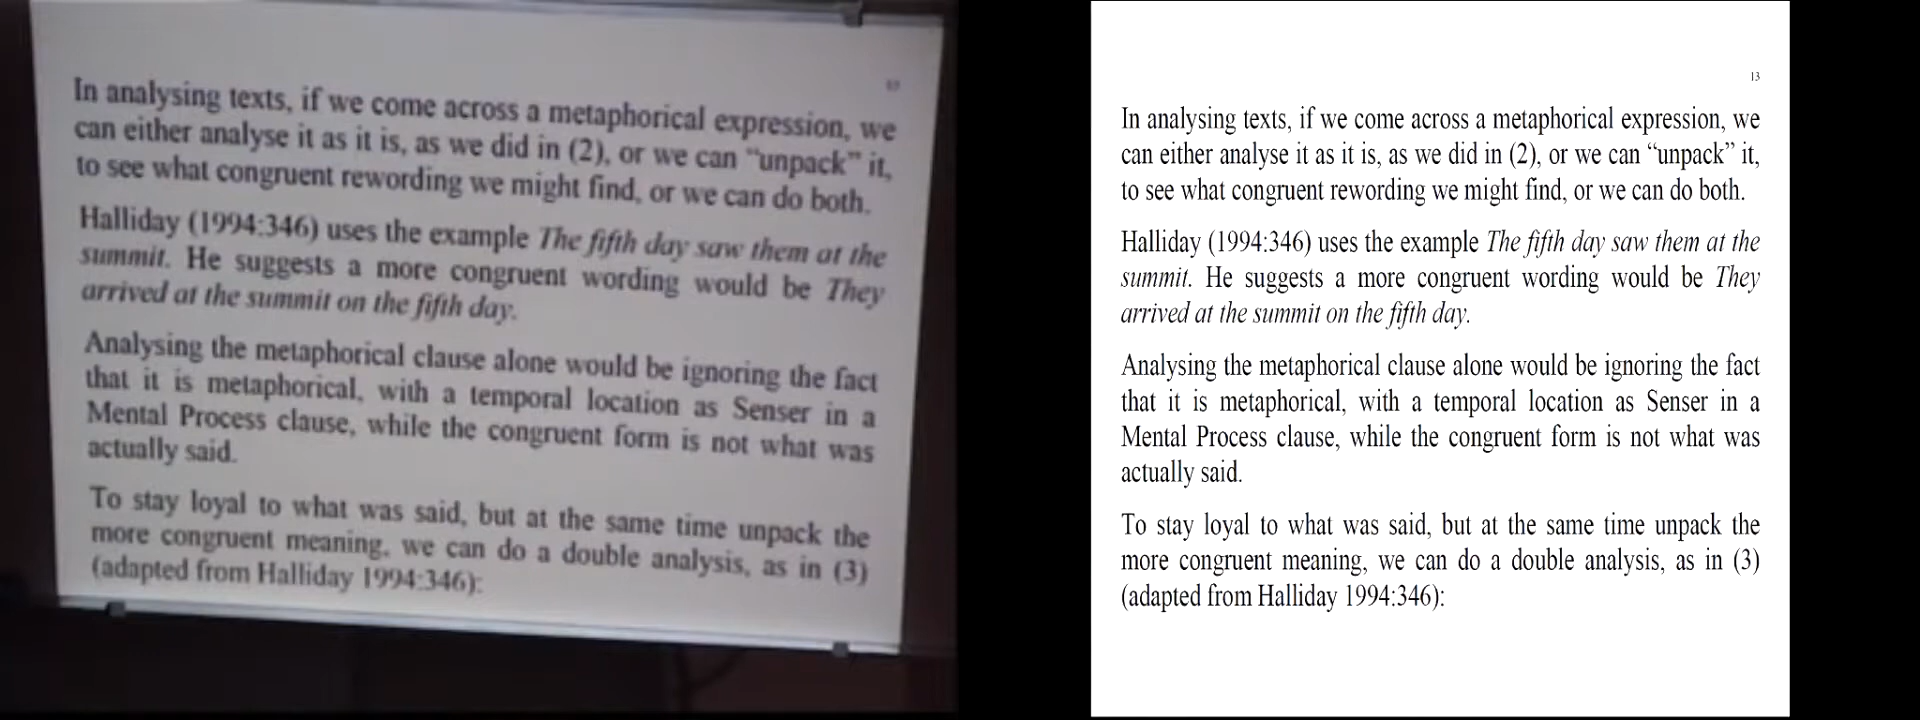 In analysing texts, if we come across a metaphorical expression, we
can either analyse it as it is, as we did in (2), or we can “unpack” it,
to see what congruent rewording we might find, or we can do both.
Halliday (1994:346) uses the example The fifth day saw them at the
summit. He suggests a more congruent wording would be They
arrived at the summit on the fifth day.
Analysing the metaphorical clause alone would be ignoring the fact
that it is metaphorical, with a temporal location as Senser in a
Mental Process clause, while the congruent form is not what was
actually said.
To stay loyal to what was said, but at the same time unpack the
more congruent meaning, we can do a double analysis, as in (3)
(adapted from Halliday 1994:346):
13
In analysing texts, if we come across a metaphorical expression, we
can either analyse it as it is, as we did in (2), or we can “unpack” it,
to see what congruent rewording we might find, or we can do both.
Halliday (1994:346) uses the example The fifth day saw them at the
summit. He suggests a more congruent wording would be They
arrived at the summit on the fifth day.
Analysing the metaphorical clause alone would be ignoring the fact
that it is metaphorical, with a temporal location as Senser in a
Mental Process clause, while the congruent form is not what was
actually said.
To stay loyal to what was said, but at the same time unpack the
more congruent meaning, we can do a double analysis, as in (3)
(adapted from Halliday 1994:346):